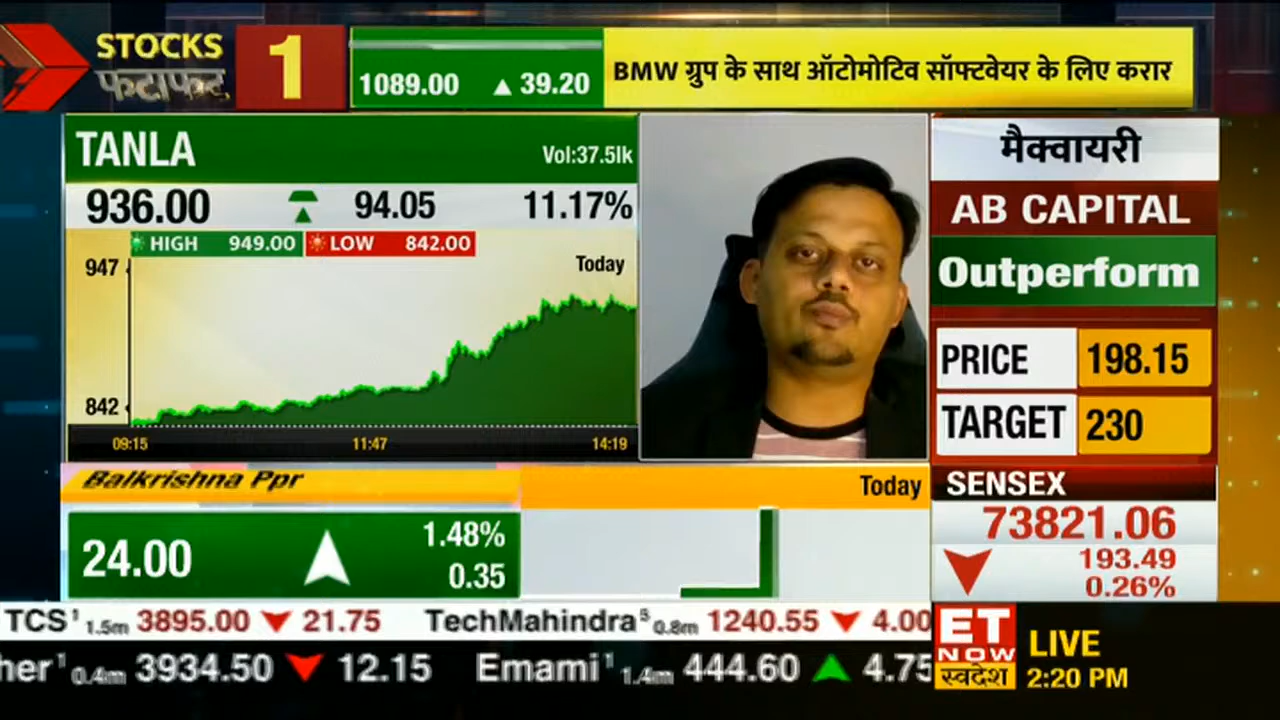 STOCKS
फटाफट
1
1089.00 ▲ 39.20
BMW ग्रुप के साथ ऑटोमोटिव सॉफ्टवेयर के लिए करार
TANLA
Vol:37.5lk
936.00 94.05 11.17%
HIGH 949.00 LOW 842.00
Today
947
842
09:15 11:47 14:19
मैक्वायरी
AB CAPITAL
Outperform
PRICE 198.15
TARGET 230
Balkrishna Ppr
Today
24.00
1.48%
0.35
SENSEX
73821.06
193.49
0.26%
TCS¹ 1.5m 3895.00 ▼ 21.75 TechMahindra⁵ 0.8m 1240.55 ▼ 4.00
her¹ 0.4m 3934.50 ▼ 12.15 Emami¹ 1.4m 444.60 ▲ 4.75
ET
NOW
स्वदेश
LIVE
2:20 PM